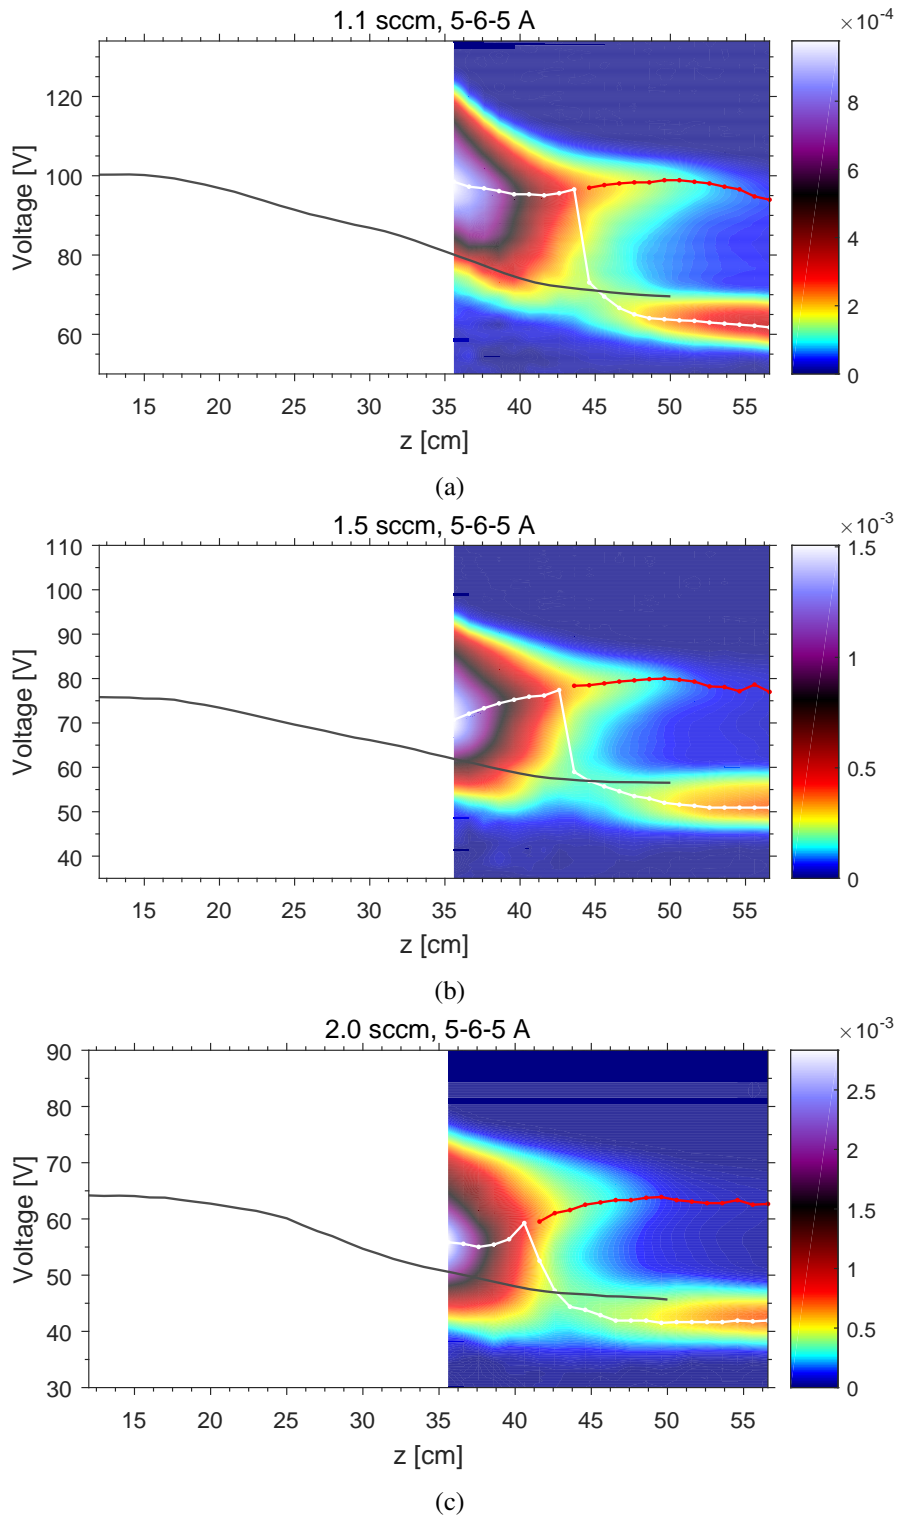 1.1 sccm, 5-6-5 A
×10⁻⁴
120
100
80
60
Voltage [V]
8
6
4
2
0
15 20 25 30 35 40 45 50 55
z [cm]
(a)
1.5 sccm, 5-6-5 A
×10⁻³
110
100
90
80
70
60
50
40
Voltage [V]
1.5
1
0.5
0
15 20 25 30 35 40 45 50 55
z [cm]
(b)
2.0 sccm, 5-6-5 A
×10⁻³
90
80
70
60
50
40
30
Voltage [V]
2.5
2
1.5
1
0.5
0
15 20 25 30 35 40 45 50 55
z [cm]
(c)